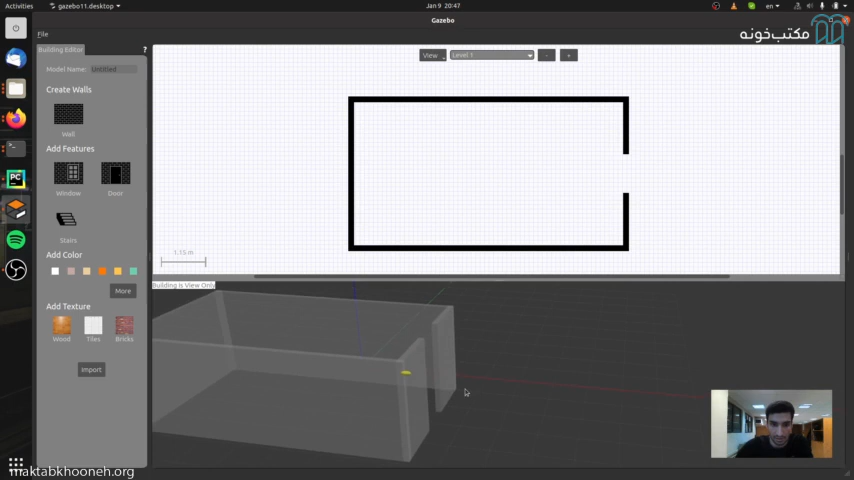 Activities
gazebo11.desktop
Jan 9 20:47
en
Gazebo
مکتب‌خونه
File
Building Editor
?
Model Name:
Untitled
Create Walls
Wall
Add Features
Window
Door
Stairs
Add Color
More
Add Texture
Wood
Tiles
Bricks
Import
View
Level 1
-
+
1.15 m
Building is View Only
maktabkhooneh.org